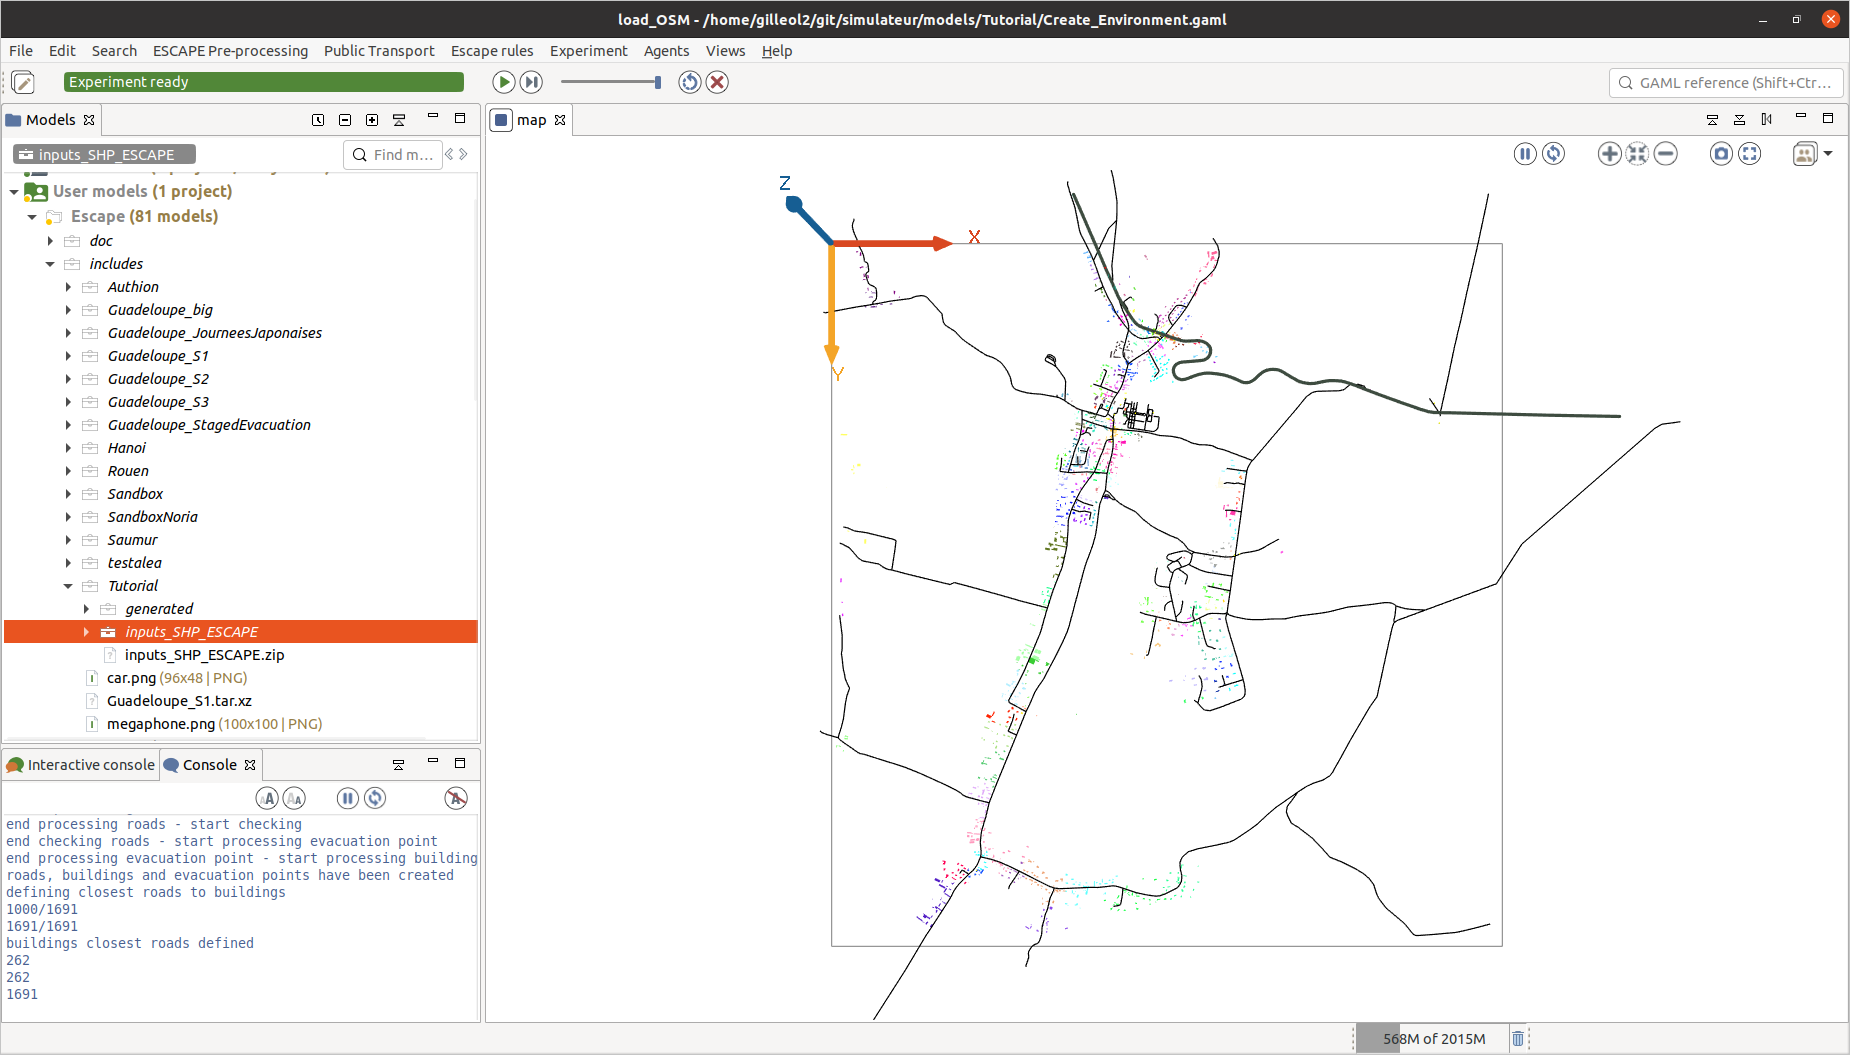 load_OSM - /home/gilleol2/git/simulateur/models/Tutorial/Create_Environment.gaml
File Edit Search ESCAPE Pre-processing Public Transport Escape rules Experiment Agents Views Help
Experiment ready
GAML reference (Shift+Ctr...
Models
map
inputs_SHP_ESCAPE
Find m...
User models (1 project)
Escape (81 models)
doc
includes
Authion
Guadeloupe_big
Guadeloupe_JourneesJaponaises
Guadeloupe_S1
Guadeloupe_S2
Guadeloupe_S3
Guadeloupe_StagedEvacuation
Hanoi
Rouen
Sandbox
SandboxNoria
Saumur
testalea
Tutorial
generated
inputs_SHP_ESCAPE
inputs_SHP_ESCAPE.zip
car.png (96x48 | PNG)
Guadeloupe_S1.tar.xz
megaphone.png (100x100 | PNG)
Z
X
Y
Interactive console
Console
end processing roads - start checking
end checking roads - start processing evacuation point
end processing evacuation point - start processing building
roads, buildings and evacuation points have been created
defining closest roads to buildings
1000/1691
1691/1691
buildings closest roads defined
262
262
1691
568M of 2015M